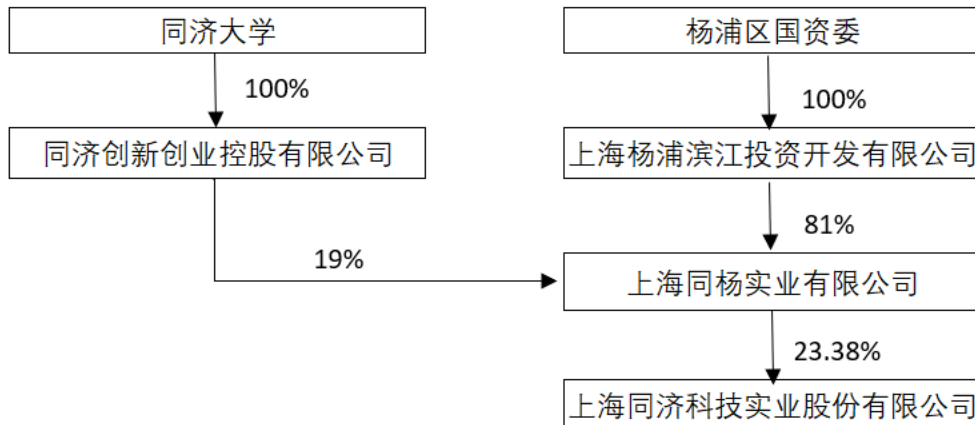 同济大学
杨浦区国资委
100%
100%
同济创新创业控股有限公司
上海杨浦滨江投资开发有限公司
81%
19%
上海同杨实业有限公司
23.38%
上海同济科技实业股份有限公司